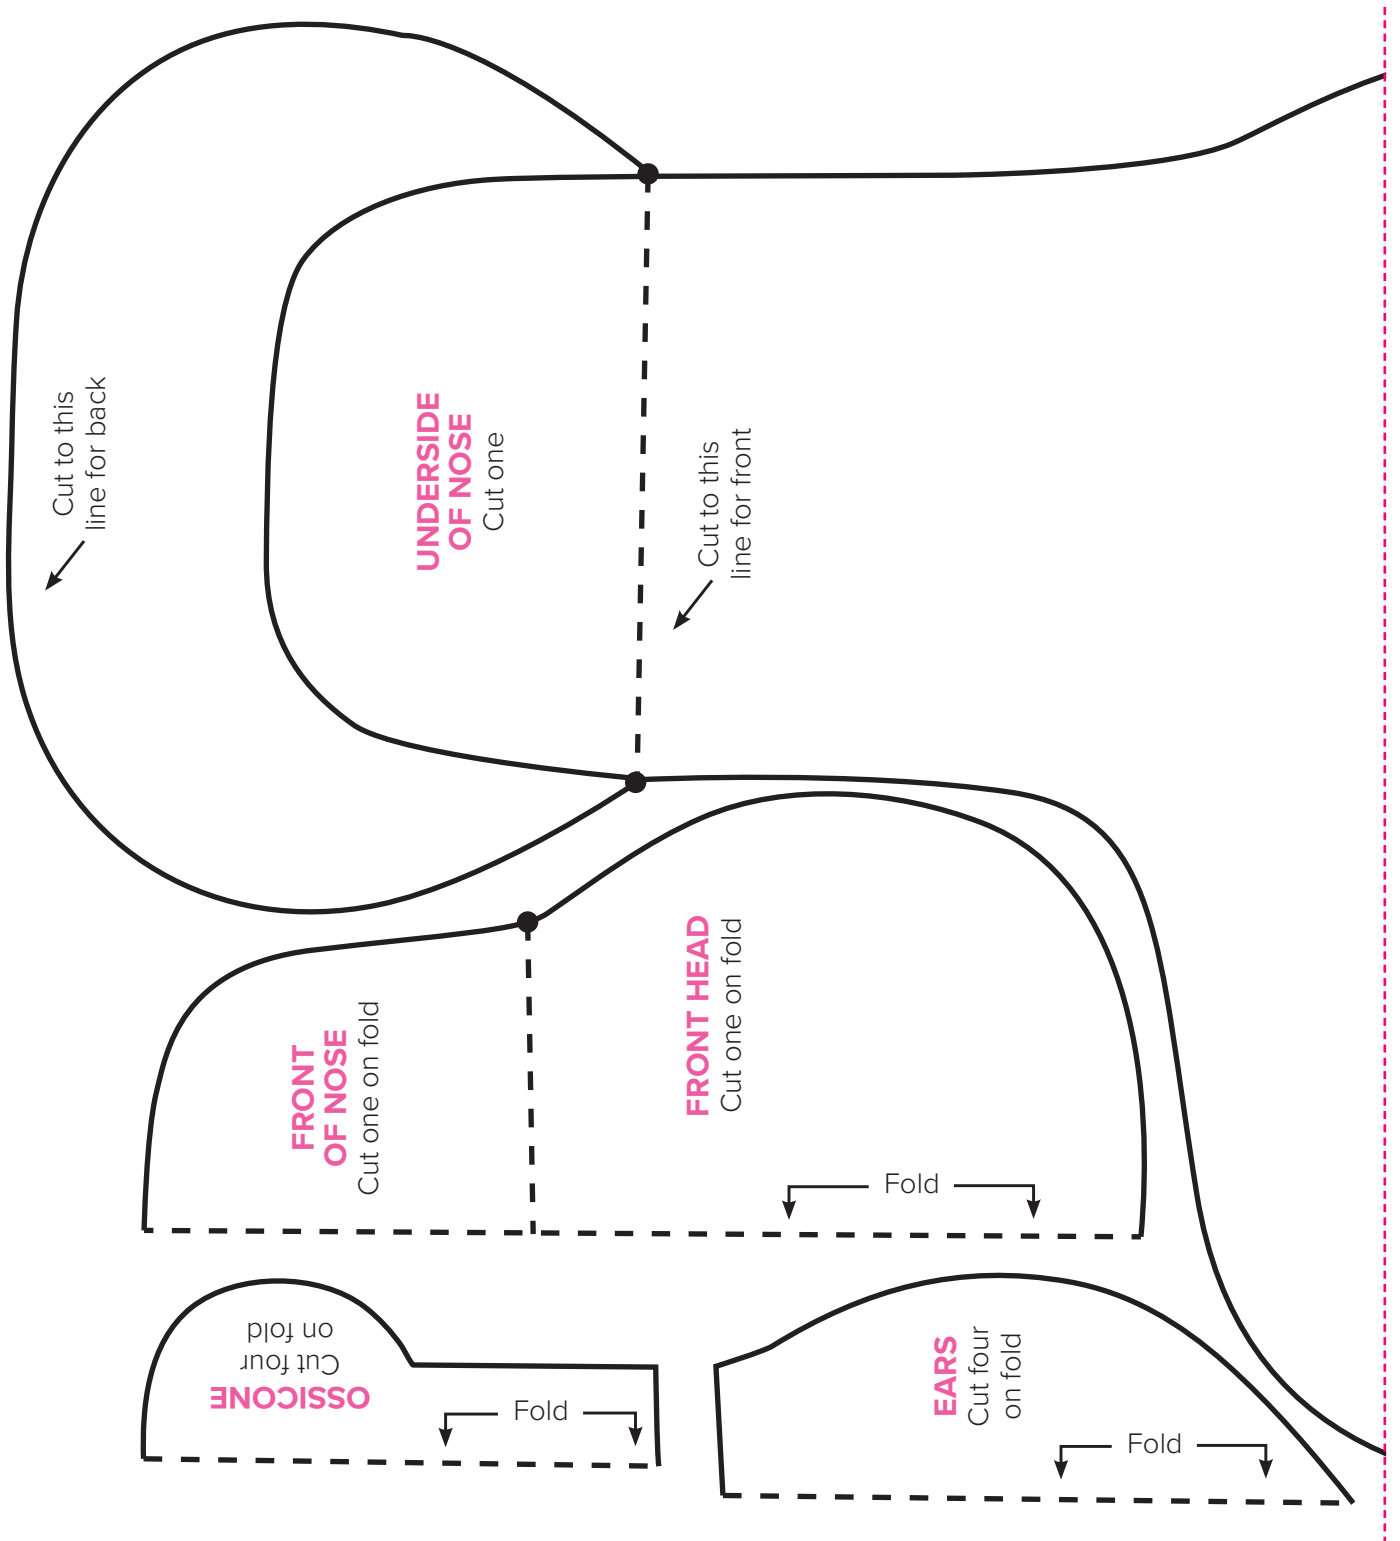 Cut to this
line for back
UNDERSIDE
OF NOSE
Cut one
Cut to this
line for front
FRONT
OF NOSE
Cut one on fold
FRONT HEAD
Cut one on fold
Fold
OSSICONE
Cut four
on fold
Fold
EARS
Cut four
on fold
Fold